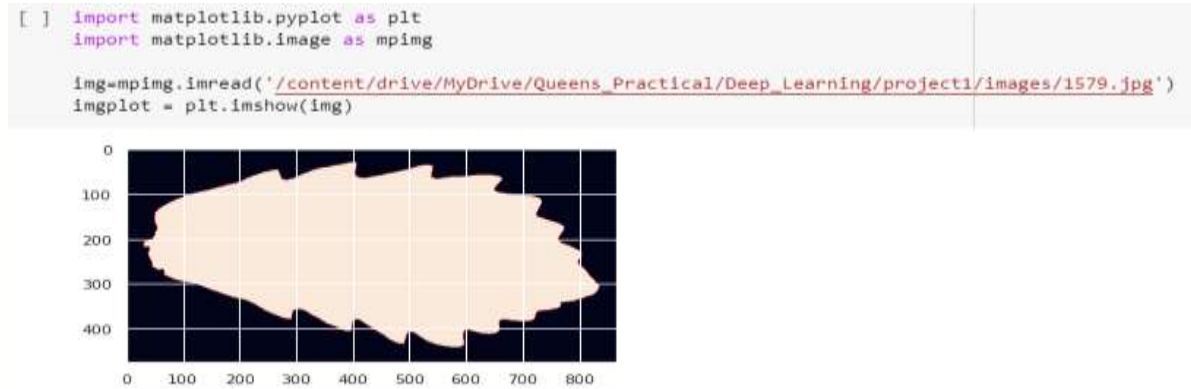 [ ] import matplotlib.pyplot as plt
import matplotlib.image as mpimg
img=mpimg.imread('/content/drive/MyDrive/Queens_Practical/Deep_Learning/project1/images/1579.jpg')
imgplot = plt.imshow(img)
0
100
200
300
400
0 100 200 300 400 500 600 700 800